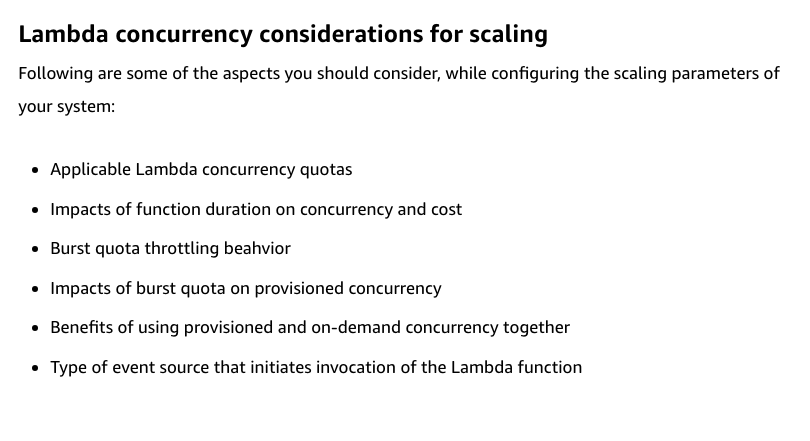 Lambda concurrency considerations for scaling
Following are some of the aspects you should consider, while configuring the scaling parameters of
your system:
• Applicable Lambda concurrency quotas
• Impacts of function duration on concurrency and cost
• Burst quota throttling beahvior
• Impacts of burst quota on provisioned concurrency
• Benefits of using provisioned and on-demand concurrency together
• Type of event source that initiates invocation of the Lambda function